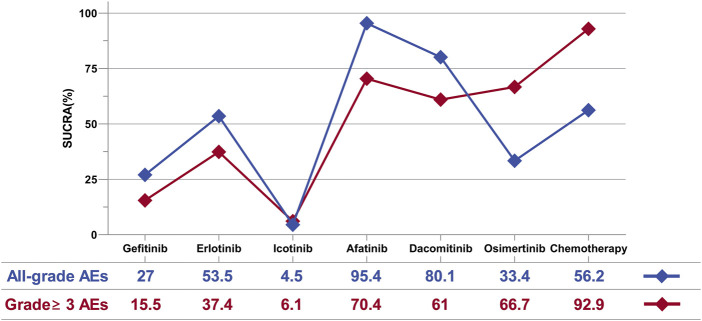 100
75
50
25
0
SUCRA(%)
Gefitinib Erlotinib Icotinib Afatinib Dacomitinib Osimertinib Chemotherapy
All-grade AEs 27 53.5 4.5 95.4 80.1 33.4 56.2
Grade≥ 3 AEs 15.5 37.4 6.1 70.4 61 66.7 92.9